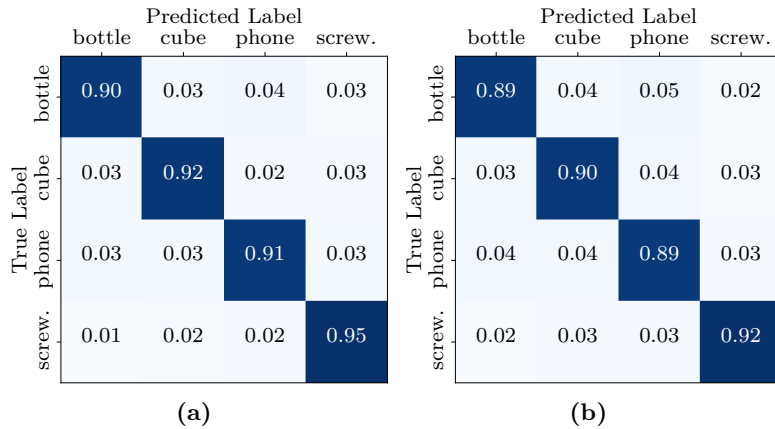 Predicted Label
bottle cube phone screw.
True Label
bottle 0.90 0.03 0.04 0.03
cube 0.03 0.92 0.02 0.03
phone 0.03 0.03 0.91 0.03
screw. 0.01 0.02 0.02 0.95
(a)
Predicted Label
bottle cube phone screw.
True Label
bottle 0.89 0.04 0.05 0.02
cube 0.03 0.90 0.04 0.03
phone 0.04 0.04 0.89 0.03
screw. 0.02 0.03 0.03 0.92
(b)